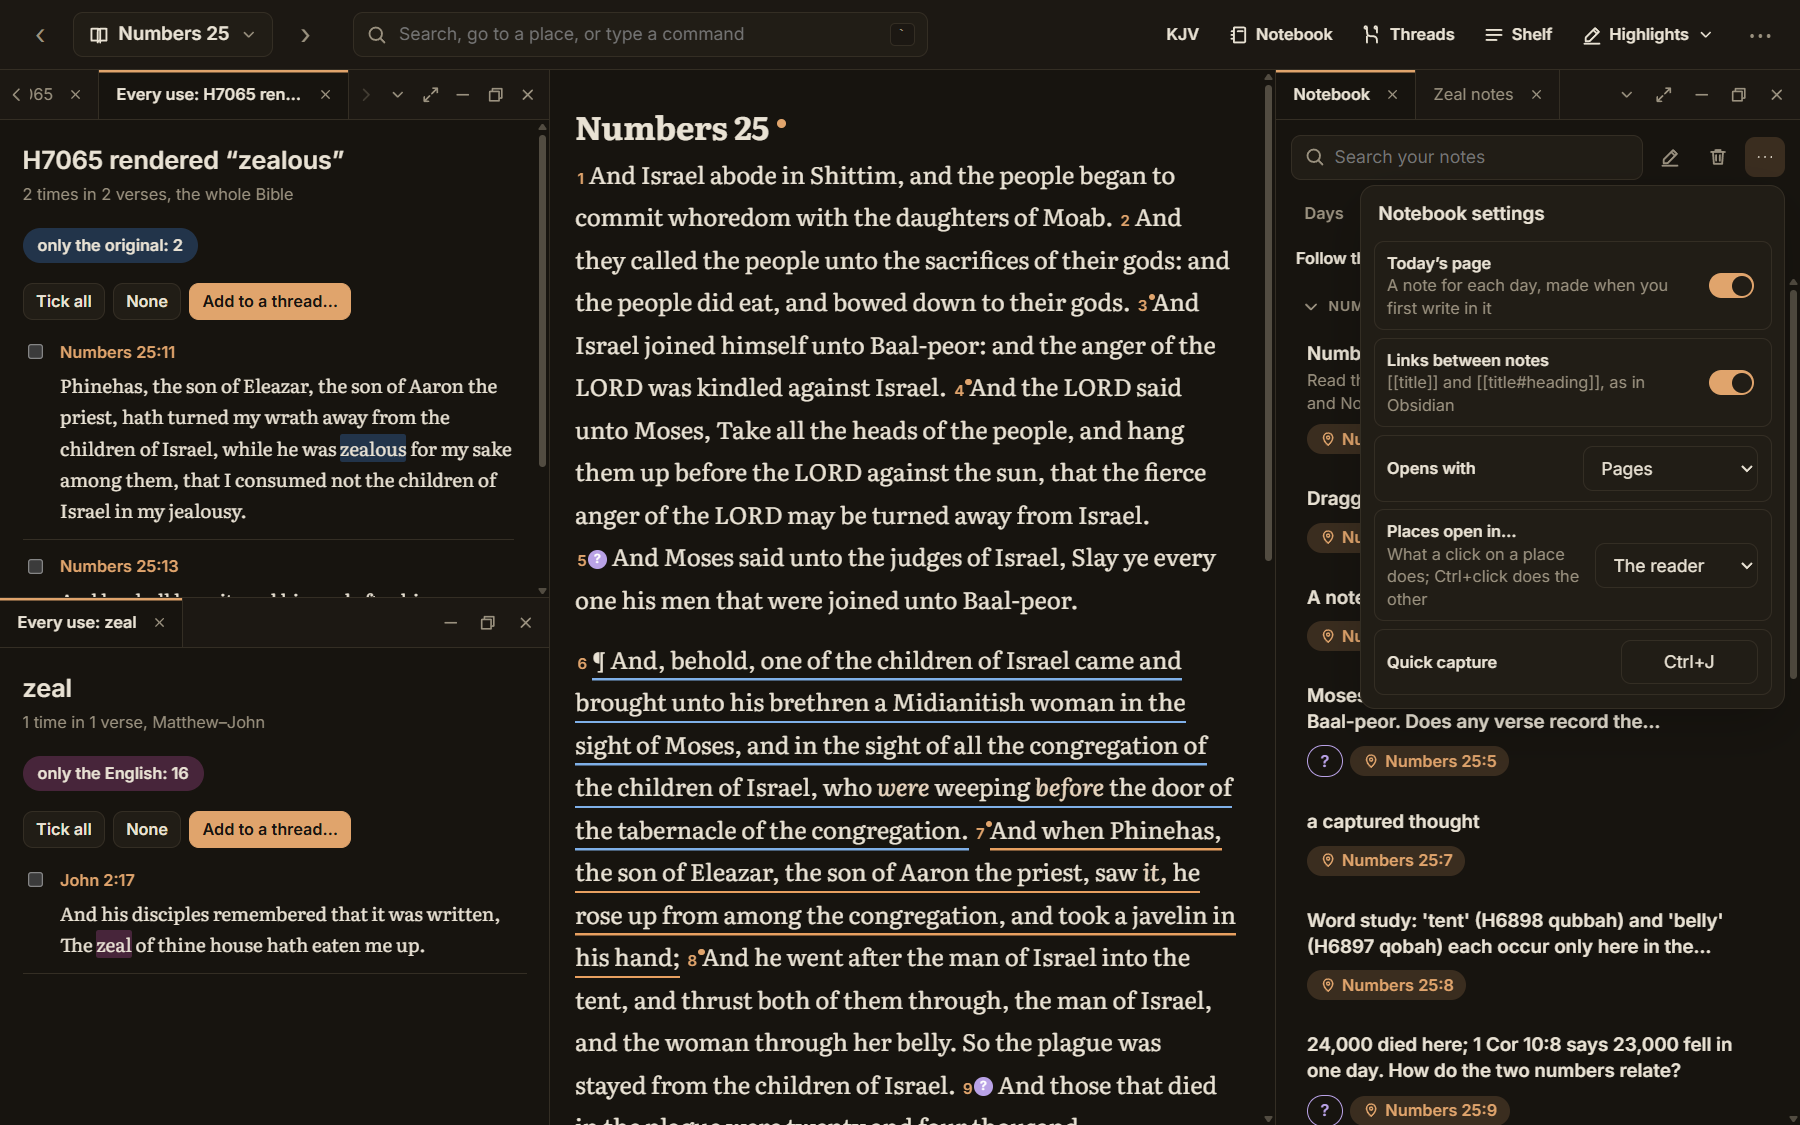 Numbers 25
Search, go to a place, or type a command
`
KJV
Notebook
Threads
Shelf
Highlights
...
065
Every use: H7065 ren...
H7065 rendered “zealous”
2 times in 2 verses, the whole Bible
only the original: 2
Tick all
None
Add to a thread...
Numbers 25:11
Phinehas, the son of Eleazar, the son of Aaron the
priest, hath turned my wrath away from the
children of Israel, while he was zealous for my sake
among them, that I consumed not the children of
Israel in my jealousy.
Numbers 25:13
Every use: zeal
zeal
1 time in 1 verse, Matthew–John
only the English: 16
Tick all
None
Add to a thread...
John 2:17
And his disciples remembered that it was written,
The zeal of thine house hath eaten me up.
Numbers 25
1 And Israel abode in Shittim, and the people began to
commit whoredom with the daughters of Moab. 2 And
they called the people unto the sacrifices of their gods: and
the people did eat, and bowed down to their gods. 3 And
Israel joined himself unto Baal-peor: and the anger of the
LORD was kindled against Israel. 4 And the LORD said
unto Moses, Take all the heads of the people, and hang
them up before the LORD against the sun, that the fierce
anger of the LORD may be turned away from Israel.
5 ? And Moses said unto the judges of Israel, Slay ye every
one his men that were joined unto Baal-peor.
6 ¶ And, behold, one of the children of Israel came and
brought unto his brethren a Midianitish woman in the
sight of Moses, and in the sight of all the congregation of
the children of Israel, who were weeping before the door of
the tabernacle of the congregation. 7 And when Phinehas,
the son of Eleazar, the son of Aaron the priest, saw it, he
rose up from among the congregation, and took a javelin in
his hand; 8 And he went after the man of Israel into the
tent, and thrust both of them through, the man of Israel,
and the woman through her belly. So the plague was
stayed from the children of Israel. 9 ? And those that died
in the plague were twenty and four thousand.
Notebook
Zeal notes
Search your notes
...
Days
Follow th
NUM
Numb
Read th
and No
Nu
Dragg
Nu
A note
Nu
Moses
Baal-peor. Does any verse record the...
?
Numbers 25:5
a captured thought
Numbers 25:7
Word study: 'tent' (H6898 qubbah) and 'belly'
(H6897 qobah) each occur only here in the...
Numbers 25:8
24,000 died here; 1 Cor 10:8 says 23,000 fell in
one day. How do the two numbers relate?
?
Numbers 25:9
Notebook settings
Today’s page
A note for each day, made when you
first write in it
Links between notes
[[title]] and [[title#heading]], as in
Obsidian
Opens with
Pages
Places open in...
What a click on a place
does; Ctrl+click does the
other
The reader
Quick capture
Ctrl+J